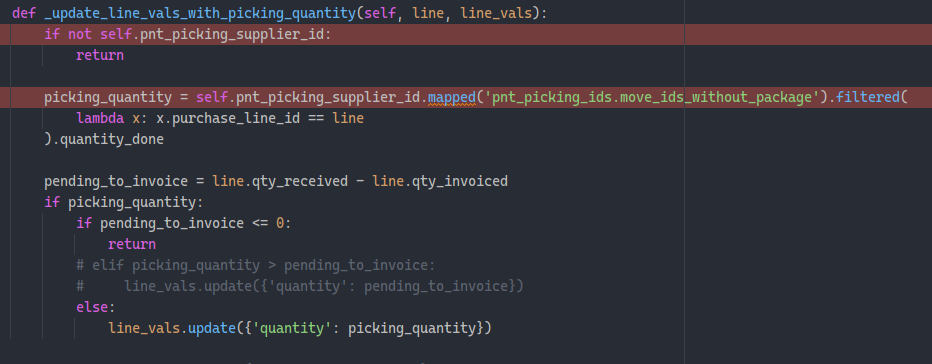 def _update_line_vals_with_picking_quantity(self, line, line_vals):
    if not self.pnt_picking_supplier_id:
        return
    picking_quantity = self.pnt_picking_supplier_id.mapped('pnt_picking_ids.move_ids_without_package').filtered(
        lambda x: x.purchase_line_id == line
    ).quantity_done
    pending_to_invoice = line.qty_received - line.qty_invoiced
    if picking_quantity:
        if pending_to_invoice <= 0:
            return
        # elif picking_quantity > pending_to_invoice:
        #     line_vals.update({'quantity': pending_to_invoice})
        else:
            line_vals.update({'quantity': picking_quantity})